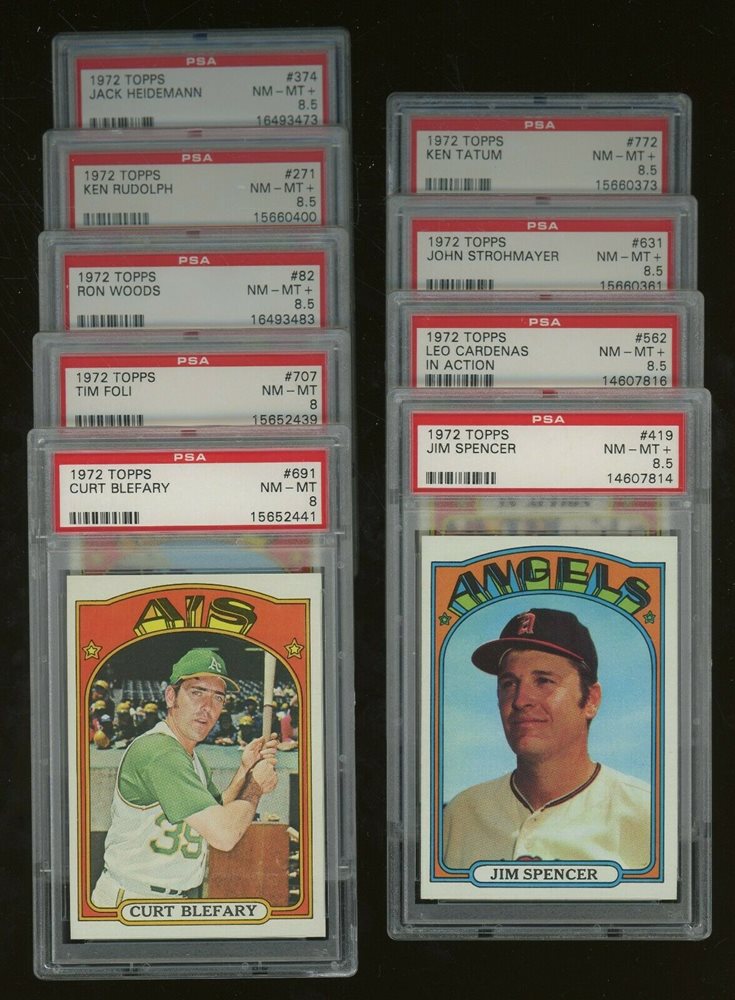 PSA
1972 TOPPS #374
JACK HEIDEMANN NM-MT+
8.5
16493473
PSA
1972 TOPPS #271
KEN RUDOLPH NM-MT+
8.5
15660400
PSA
1972 TOPPS #82
RON WOODS NM-MT+
8.5
16493483
PSA
1972 TOPPS #707
TIM FOLI NM-MT
8
15652439
PSA
1972 TOPPS #691
CURT BLEFARY NM-MT
8
15652441
A's
A's
39
CURT BLEFARY
PSA
1972 TOPPS #772
KEN TATUM NM-MT+
8.5
15660373
PSA
1972 TOPPS #631
JOHN STROHMAYER NM-MT+
8.5
15660361
PSA
1972 TOPPS #562
LEO CARDENAS NM-MT+
IN ACTION 8.5
14607816
PSA
1972 TOPPS #419
JIM SPENCER NM-MT+
8.5
14607814
ANGELS
A
JIM SPENCER